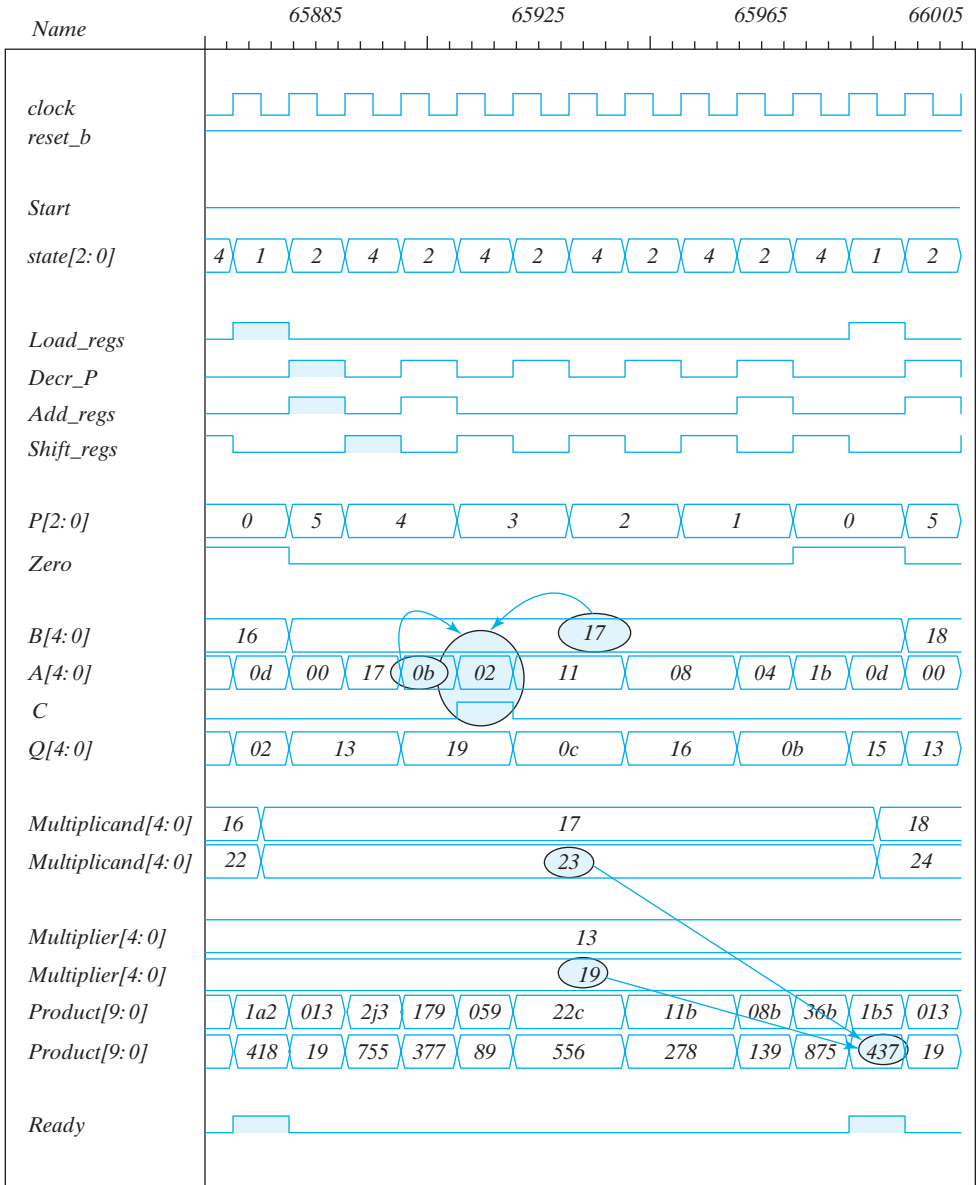 Name 65885 65925 65965 66005
clock
reset_b
Start
state[2: 0] 4 1 2 4 2 4 2 4 2 4 2 4 1 2
Load_regs
Decr_P
Add_regs
Shift_regs
P[2: 0] 0 5 4 3 2 1 0 5
Zero
B[4: 0] 16 17 18
A[4: 0] 0d 00 17 0b 02 11 08 04 1b 0d 00
C
Q[4: 0] 02 13 19 0c 16 0b 15 13
Multiplicand[4: 0] 16 17 18
Multiplicand[4: 0] 22 23 24
Multiplier[4: 0] 13
Multiplier[4: 0] 19
Product[9: 0] 1a2 013 2j3 179 059 22c 11b 08b 36b 1b5 013
Product[9: 0] 418 19 755 377 89 556 278 139 875 437 19
Ready